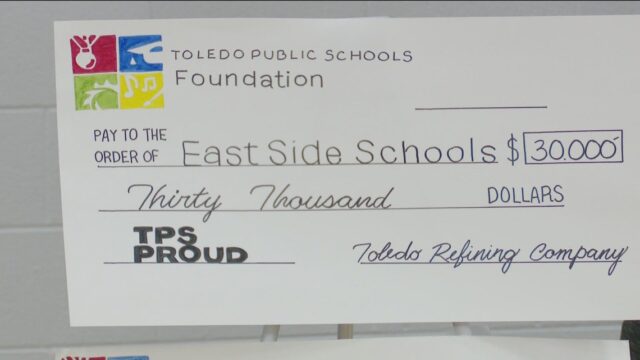 TOLEDO PUBLIC SCHOOLS
Foundation
PAY TO THE
ORDER OF East Side Schools $ 30.000
Thirty Thousand DOLLARS
TPS
PROUD Toledo Refining Company